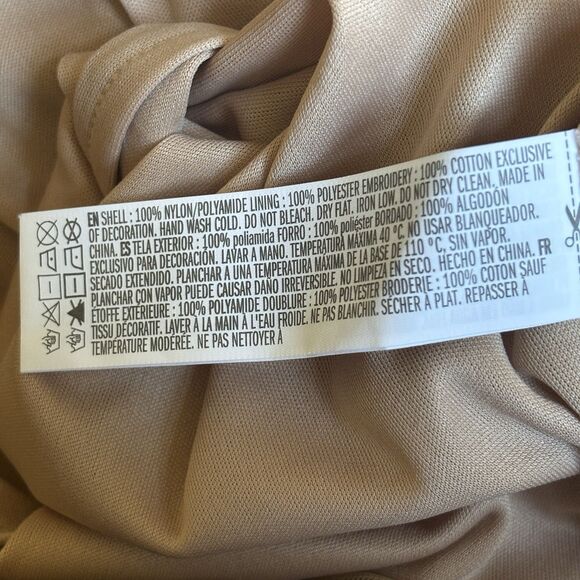 EN SHELL : 100% NYLON/POLYAMIDE LINING : 100% POLYESTER EMBROIDERY : 100% COTTON EXCLUSIVE
OF DECORATION. HAND WASH COLD. DO NOT BLEACH. DRY FLAT. IRON LOW. DO NOT DRY CLEAN. MADE IN
CHINA. ES TELA EXTERIOR : 100% poliamida FORRO : 100% poliéster BORDADO : 100% ALGODÓN
EXCLUSIVO PARA DECORACIÓN. LAVAR A MANO. TEMPERATURA MÁXIMA 40 °C. NO USAR BLANQUEADOR.
SECADO EXTENDIDO. PLANCHAR A UNA TEMPERATURA MÁXIMA DE LA BASE DE 110 °C, SIN VAPOR.
PLANCHAR CON VAPOR PUEDE CAUSAR DAÑO IRREVERSIBLE. NO LIMPIEZA EN SECO. HECHO EN CHINA. FR
ÉTOFFE EXTÉRIEURE : 100% POLYAMIDE DOUBLURE : 100% POLYESTER BRODERIE : 100% COTON SAUF
TISSU DÉCORATIF. LAVER À LA MAIN À L'EAU FROIDE. NE PAS BLANCHIR. SÉCHER À PLAT. REPASSER À
TEMPÉRATURE MODÉRÉE. NE PAS NETTOYER À